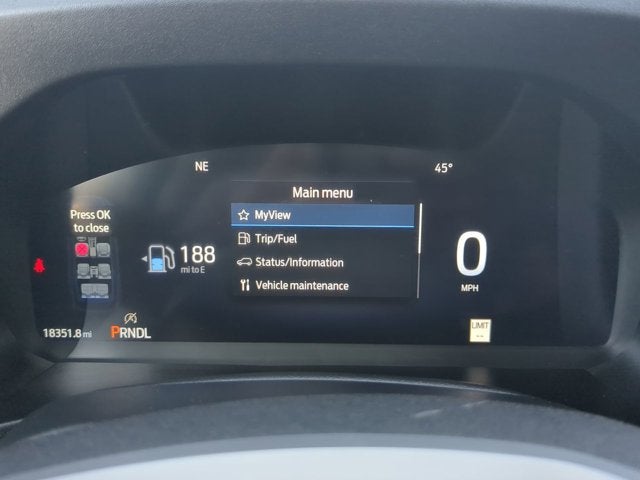 NE
45°
Main menu
Press OK
to close
MyView
Trip/Fuel
Status/Information
Vehicle maintenance
188
mi to E
0
MPH
18351.8 mi
PRNDL
LIMIT
--